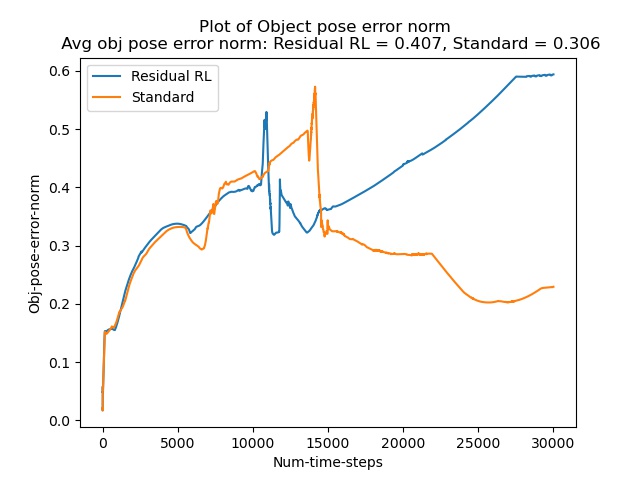 Plot of Object pose error norm
Avg obj pose error norm: Residual RL = 0.407, Standard = 0.306
Residual RL
Standard
0.6
0.5
0.4
0.3
0.2
0.1
0.0
Obj-pose-error-norm
0 5000 10000 15000 20000 25000 30000
Num-time-steps